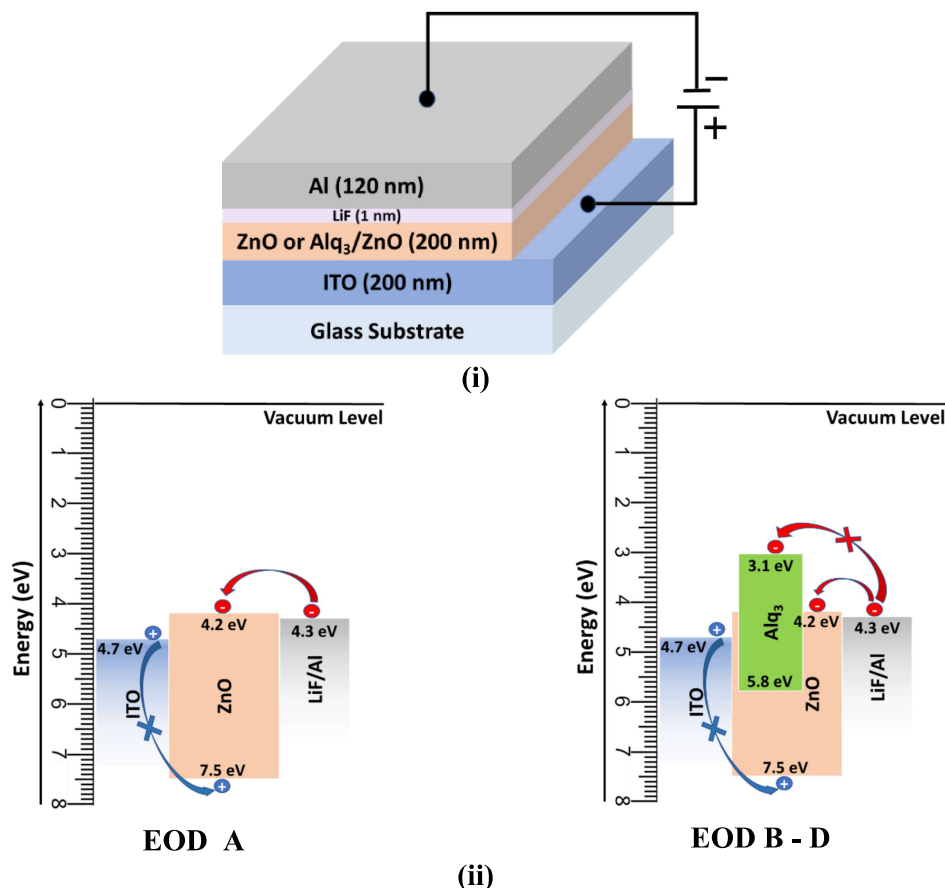 −
+
Al (120 nm)
LiF (1 nm)
ZnO or Alq₃/ZnO (200 nm)
ITO (200 nm)
Glass Substrate
(i)
0
1
2
3
4
5
6
7
8
Energy (eV)
Vacuum Level
4.7 eV
ITO
+
-
4.2 eV
ZnO
7.5 eV
+
-
4.3 eV
LiF/Al
EOD A
0
1
2
3
4
5
6
7
8
Energy (eV)
Vacuum Level
4.7 eV
ITO
+
-
3.1 eV
Alq₃
5.8 eV
-
4.2 eV
ZnO
7.5 eV
+
-
4.3 eV
LiF/Al
EOD B - D
(ii)